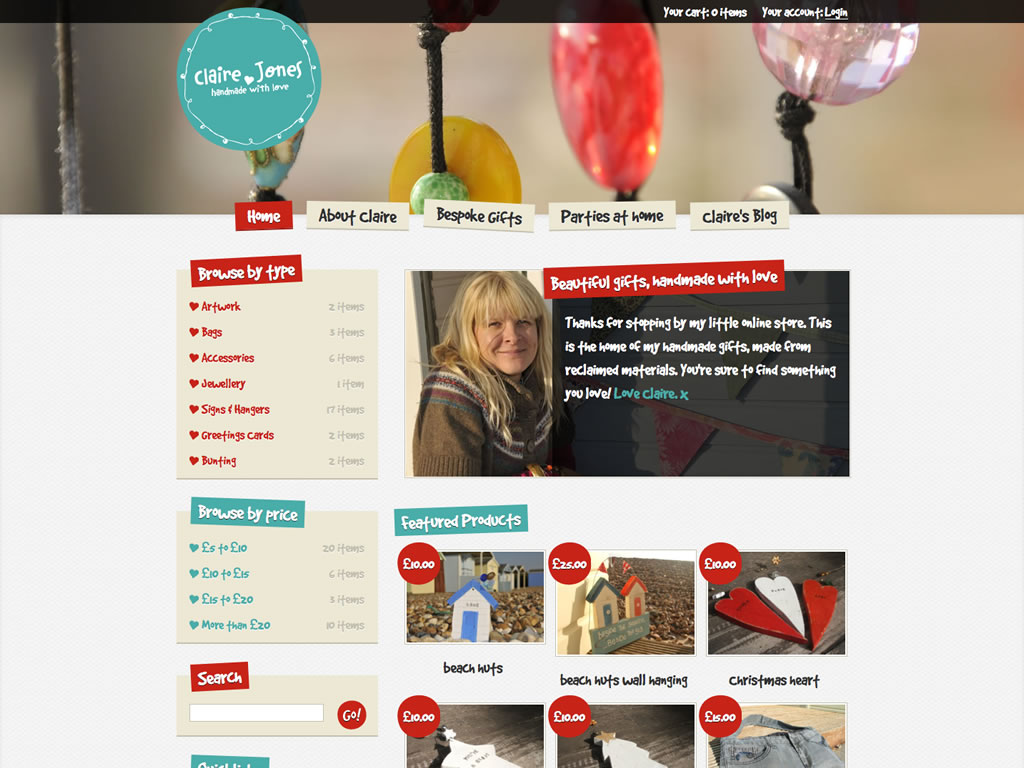 Your cart: 0 items Your account: Login
Claire Jones
handmade with love
Home About Claire Bespoke Gifts Parties at home Claire's Blog
Browse by type
Artwork 2 items
Bags 3 items
Accessories 6 items
Jewellery 1 item
Signs & Hangers 17 items
Greetings Cards 2 items
Bunting 2 items
Beautiful gifts, handmade with love
Thanks for stopping by my little online store. This
is the home of my handmade gifts, made from
reclaimed materials. You're sure to find something
you love! Love Claire. x
Browse by price
£5 to £10 20 items
£10 to £15 6 items
£15 to £20 3 items
More than £20 10 items
Search
Go!
Featured Products
£10.00 £25.00 £10.00
beach huts beach huts wall hanging Christmas heart
£10.00 £10.00 £15.00